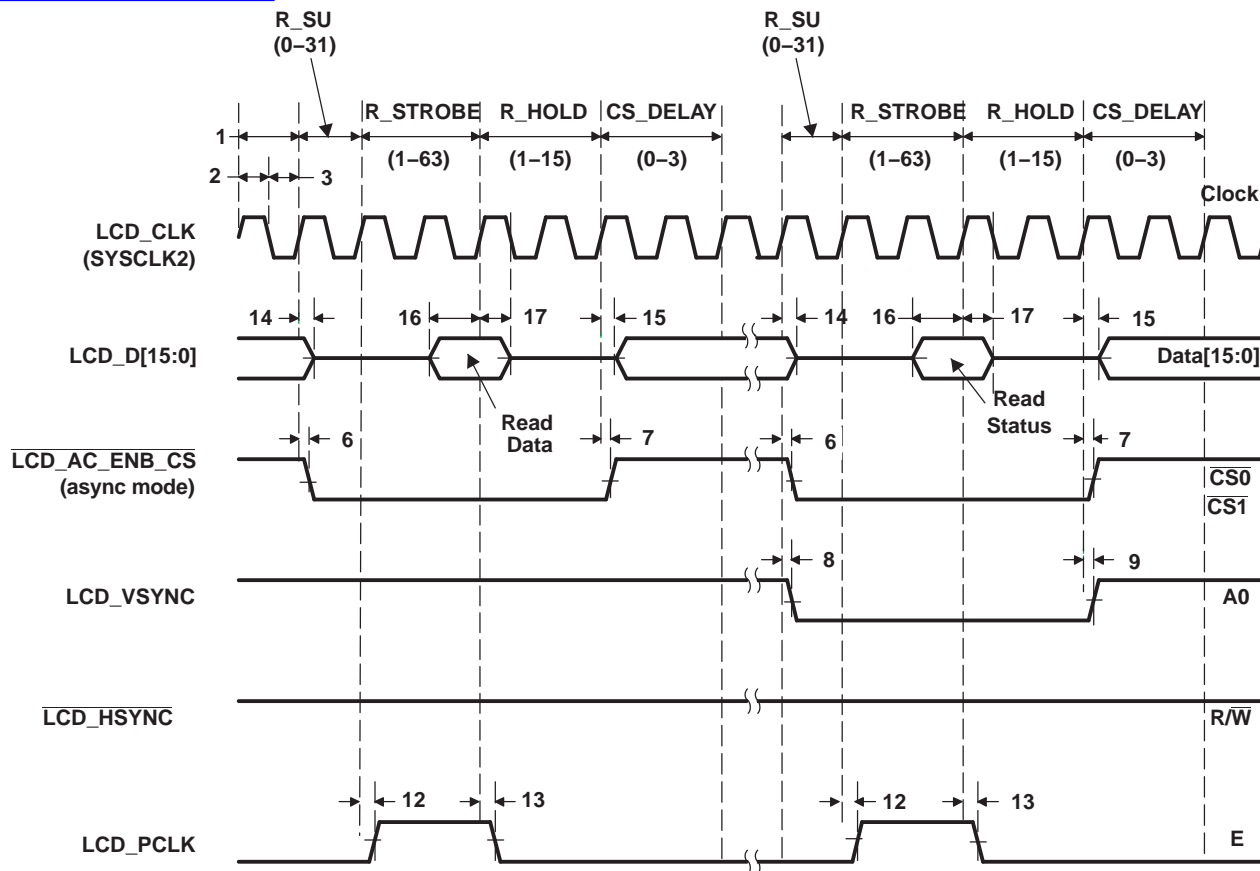 R_SU
(0–31)
R_SU
(0–31)
R_STROBE
R_HOLD
CS_DELAY
R_STROBE
R_HOLD
CS_DELAY
1
(1–63)
(1–15)
(0–3)
(1–63)
(1–15)
(0–3)
2
3
Clock
LCD_CLK
(SYSCLK2)
14
16
17
15
14
16
17
15
LCD_D[15:0]
Data[15:0]
Read
Data
Read
Status
6
7
6
7
LCD_AC_ENB_CS
(async mode)
CS0
CS1
8
9
LCD_VSYNC
A0
LCD_HSYNC
R/W
12
13
12
13
LCD_PCLK
E